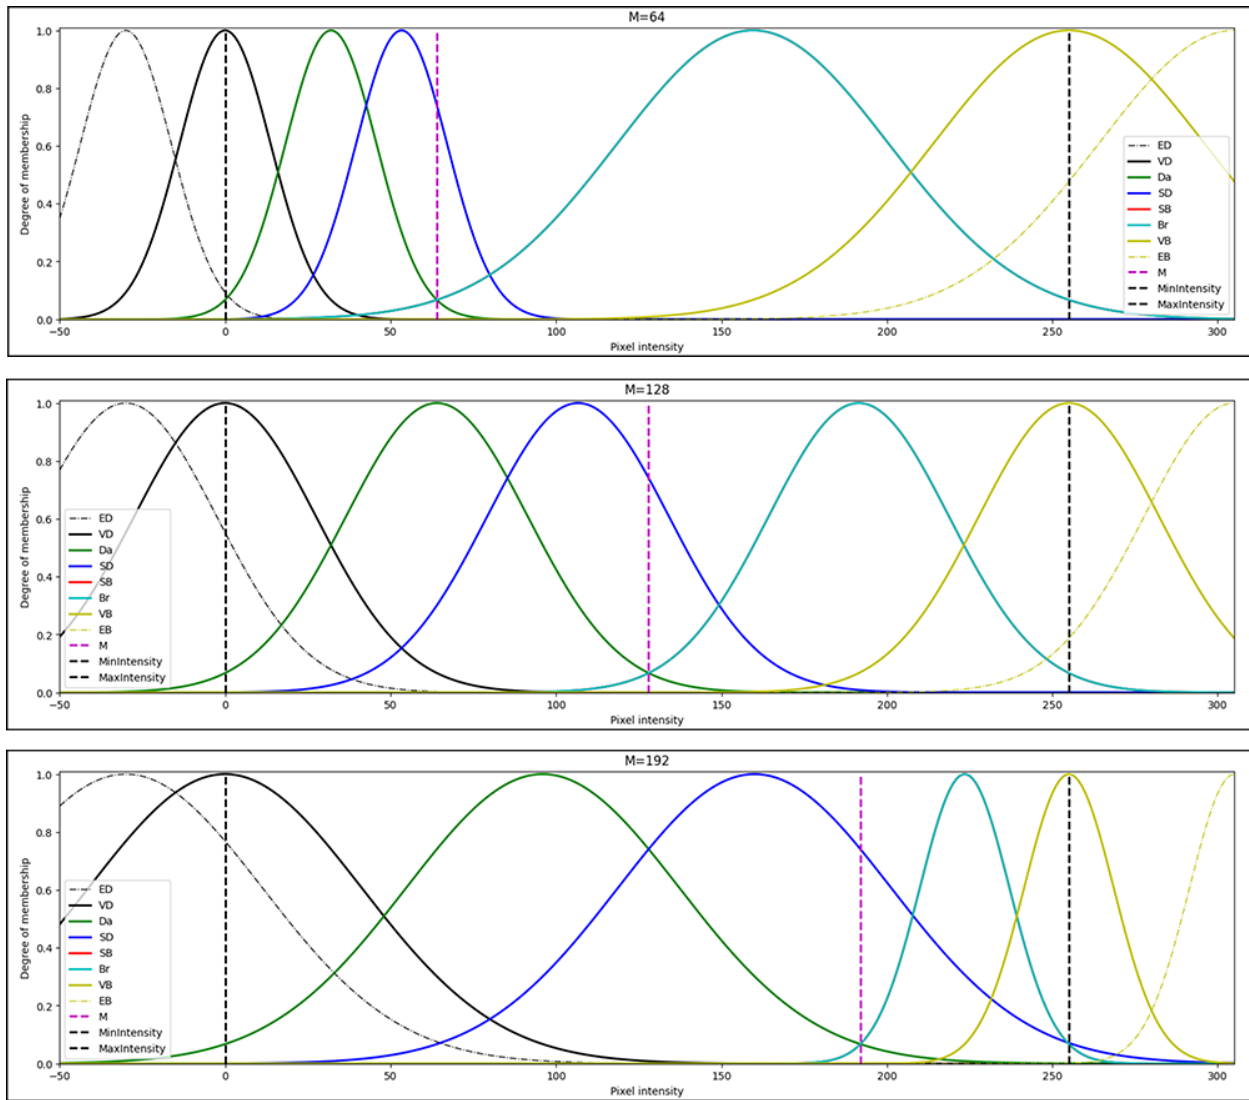 M=64
1.0
0.8
0.6
0.4
0.2
0.0
Degree of membership
−50 0 50 100 150 200 250 300
Pixel intensity
ED
VD
Da
SD
SB
Br
VB
EB
M
MinIntensity
MaxIntensity
M=128
1.0
0.8
0.6
0.4
0.2
0.0
Degree of membership
ED
VD
Da
SD
SB
Br
VB
EB
M
MinIntensity
MaxIntensity
−50 0 50 100 150 200 250 300
Pixel intensity
M=192
1.0
0.8
0.6
0.4
0.2
0.0
Degree of membership
ED
VD
Da
SD
SB
Br
VB
EB
M
MinIntensity
MaxIntensity
−50 0 50 100 150 200 250 300
Pixel intensity